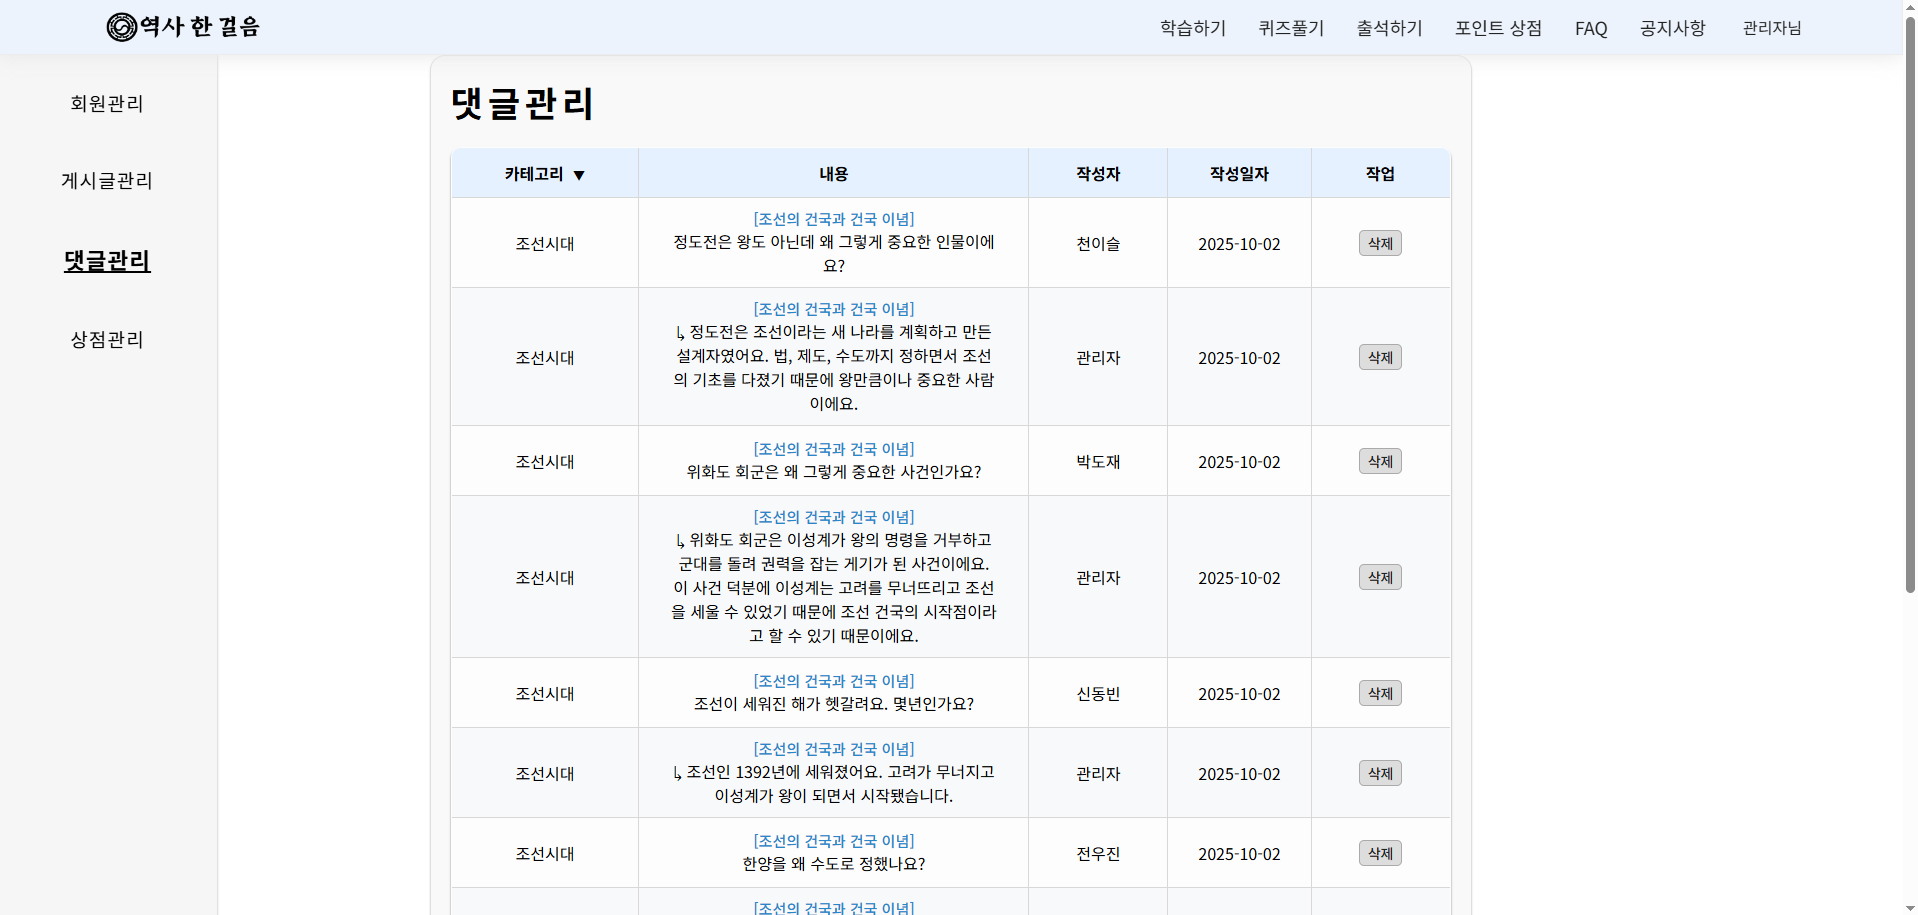 역사 한 걸음
학습하기 퀴즈풀기 출석하기 포인트 상점 FAQ 공지사항 관리자님
회원관리
게시글관리
댓글관리
상점관리
댓글관리
카테고리 ▼ 내용 작성자 작성일자 작업
[조선의 건국과 건국 이념]
정도전은 왕도 아닌데 왜 그렇게 중요한 인물이에
요?
조선시대 천이슬 2025-10-02 삭제
[조선의 건국과 건국 이념]
↳ 정도전은 조선이라는 새 나라를 계획하고 만든
설계자였어요. 법, 제도, 수도까지 정하면서 조선
의 기초를 다졌기 때문에 왕만큼이나 중요한 사람
이에요.
조선시대 관리자 2025-10-02 삭제
[조선의 건국과 건국 이념]
위화도 회군은 왜 그렇게 중요한 사건인가요?
조선시대 박도재 2025-10-02 삭제
[조선의 건국과 건국 이념]
↳ 위화도 회군은 이성계가 왕의 명령을 거부하고
군대를 돌려 권력을 잡는 게기가 된 사건이에요.
이 사건 덕분에 이성계는 고려를 무너뜨리고 조선
을 세울 수 있었기 때문에 조선 건국의 시작점이라
고 할 수 있기 때문이에요.
조선시대 관리자 2025-10-02 삭제
[조선의 건국과 건국 이념]
조선이 세워진 해가 헷갈려요. 몇년인가요?
조선시대 신동빈 2025-10-02 삭제
[조선의 건국과 건국 이념]
↳ 조선인 1392년에 세워졌어요. 고려가 무너지고
이성계가 왕이 되면서 시작됐습니다.
조선시대 관리자 2025-10-02 삭제
[조선의 건국과 건국 이념]
한양을 왜 수도로 정했나요?
조선시대 전우진 2025-10-02 삭제
[조선의 건국과 건국 이념]